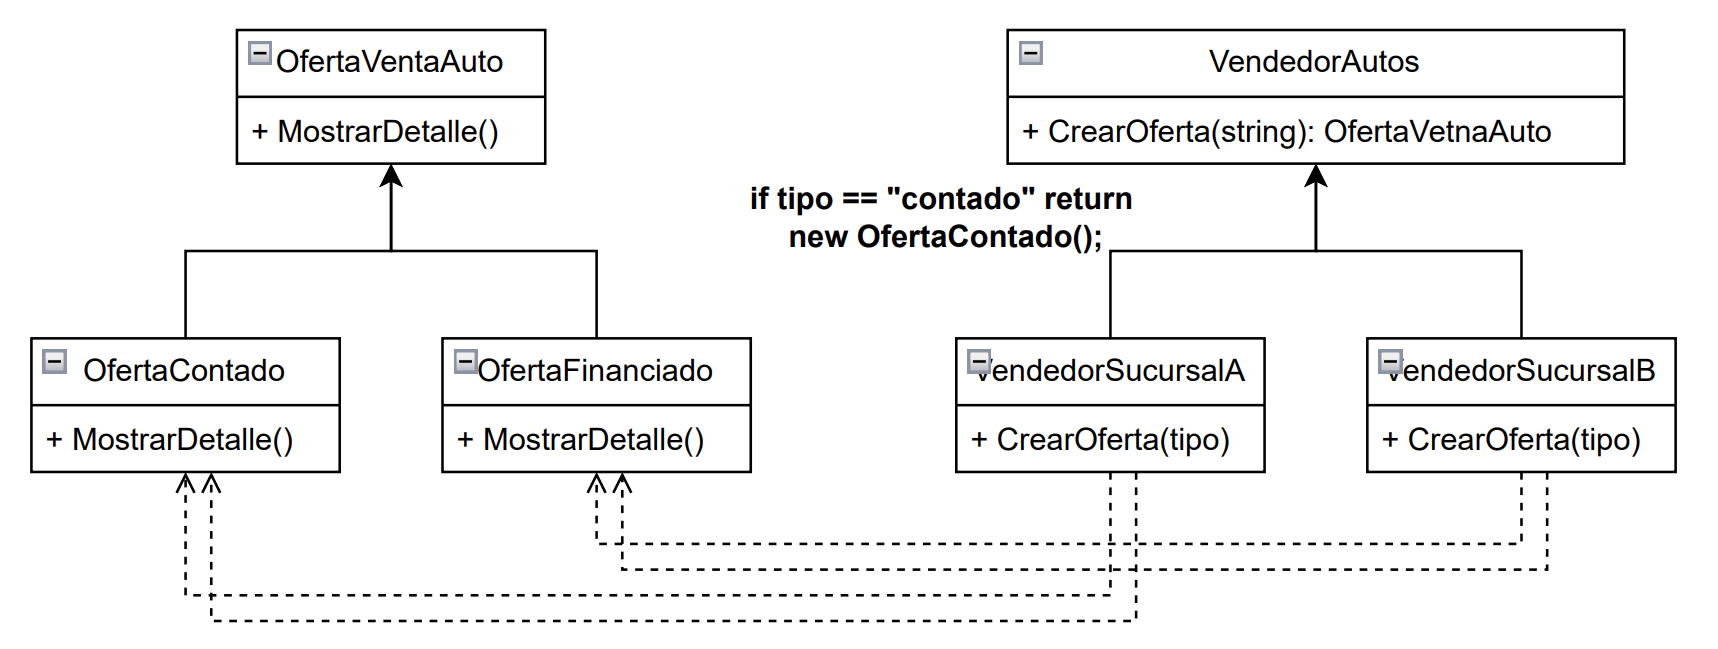 OfertaVentaAuto
+ MostrarDetalle()
VendedorAutos
+ CrearOferta(string): OfertaVetnaAuto
if tipo == "contado" return
new OfertaContado();
OfertaContado
+ MostrarDetalle()
OfertaFinanciado
+ MostrarDetalle()
VendedorSucursalA
+ CrearOferta(tipo)
VendedorSucursalB
+ CrearOferta(tipo)